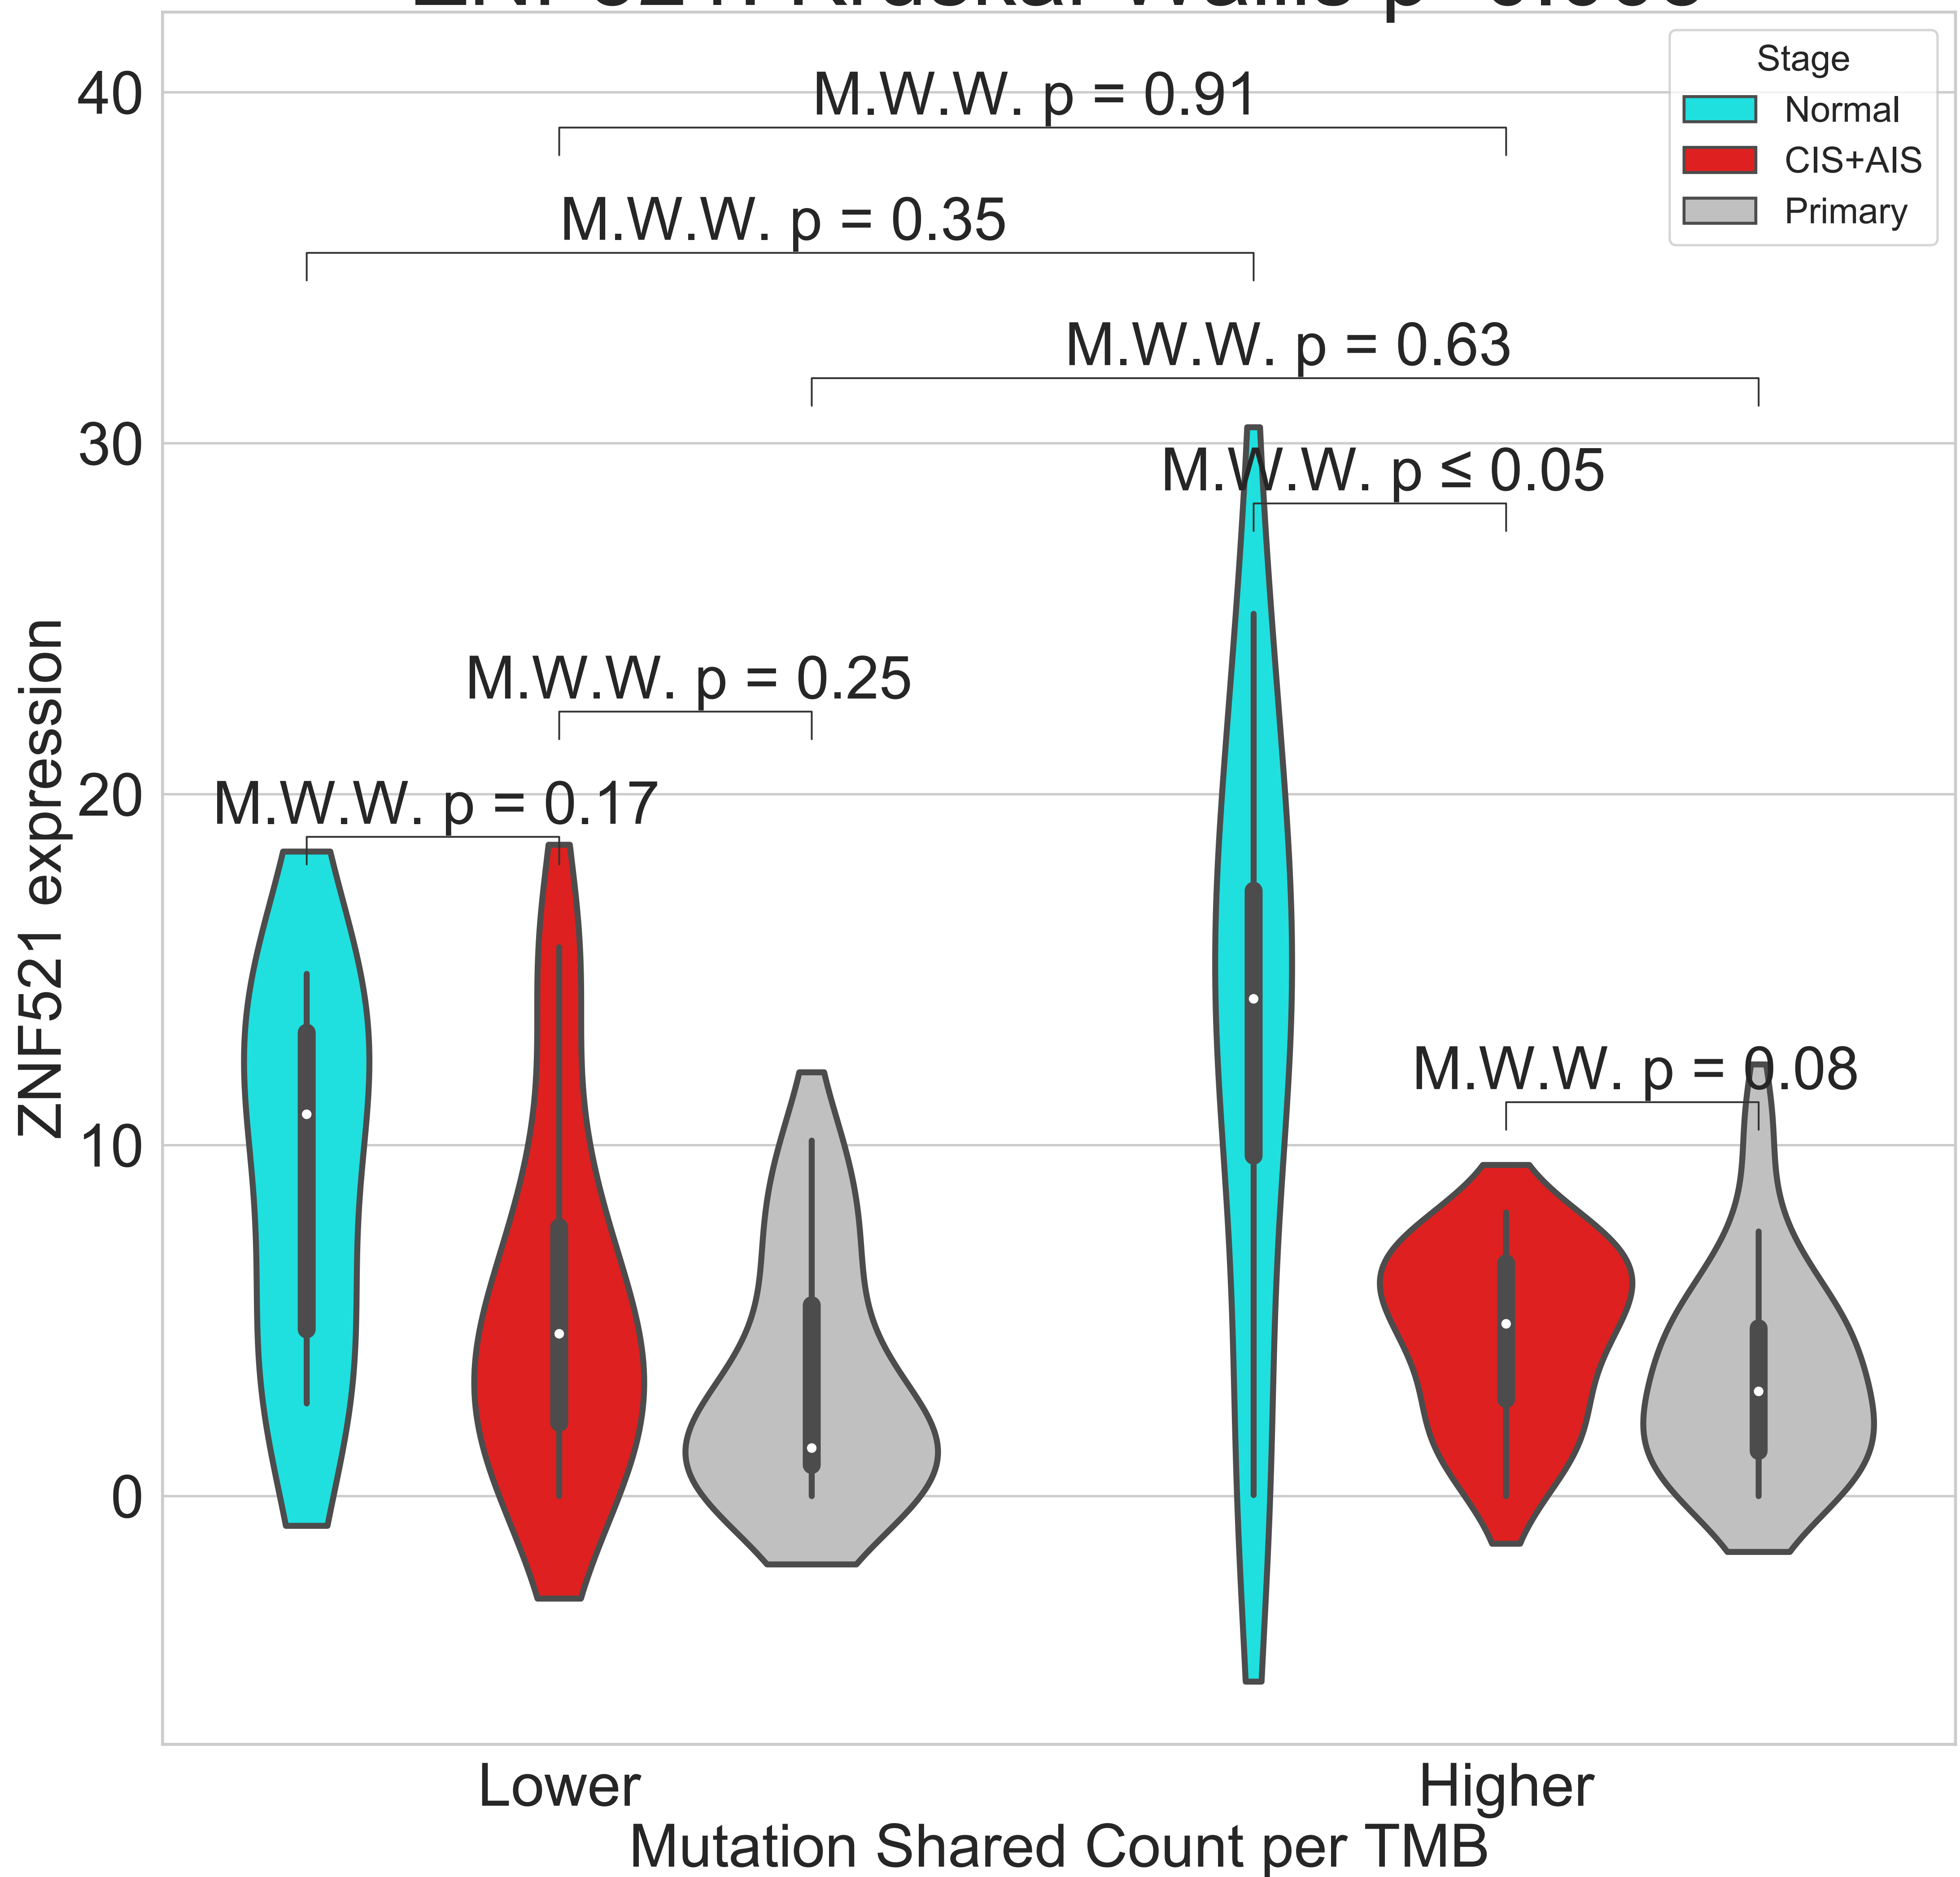 40
30
20
10
0
ZNF521 expression
M.W.W. p = 0.91
M.W.W. p = 0.35
M.W.W. p = 0.63
M.W.W. p ≤ 0.05
M.W.W. p = 0.25
M.W.W. p = 0.17
M.W.W. p = 0.08
Stage
Normal
CIS+AIS
Primary
Lower
Higher
Mutation Shared Count per TMB